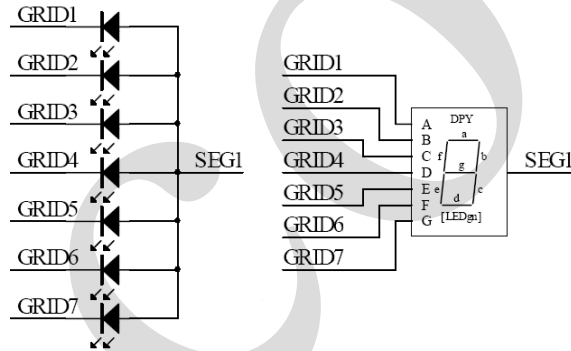 GRID1
GRID2
GRID3
GRID4
GRID5
GRID6
GRID7
SEG1
GRID1
GRID2
GRID3
GRID4
GRID5
GRID6
GRID7
DPY
A
B
C
D
E
F
G
a
f b
g
e c
d
[LEDgn]
SEG1